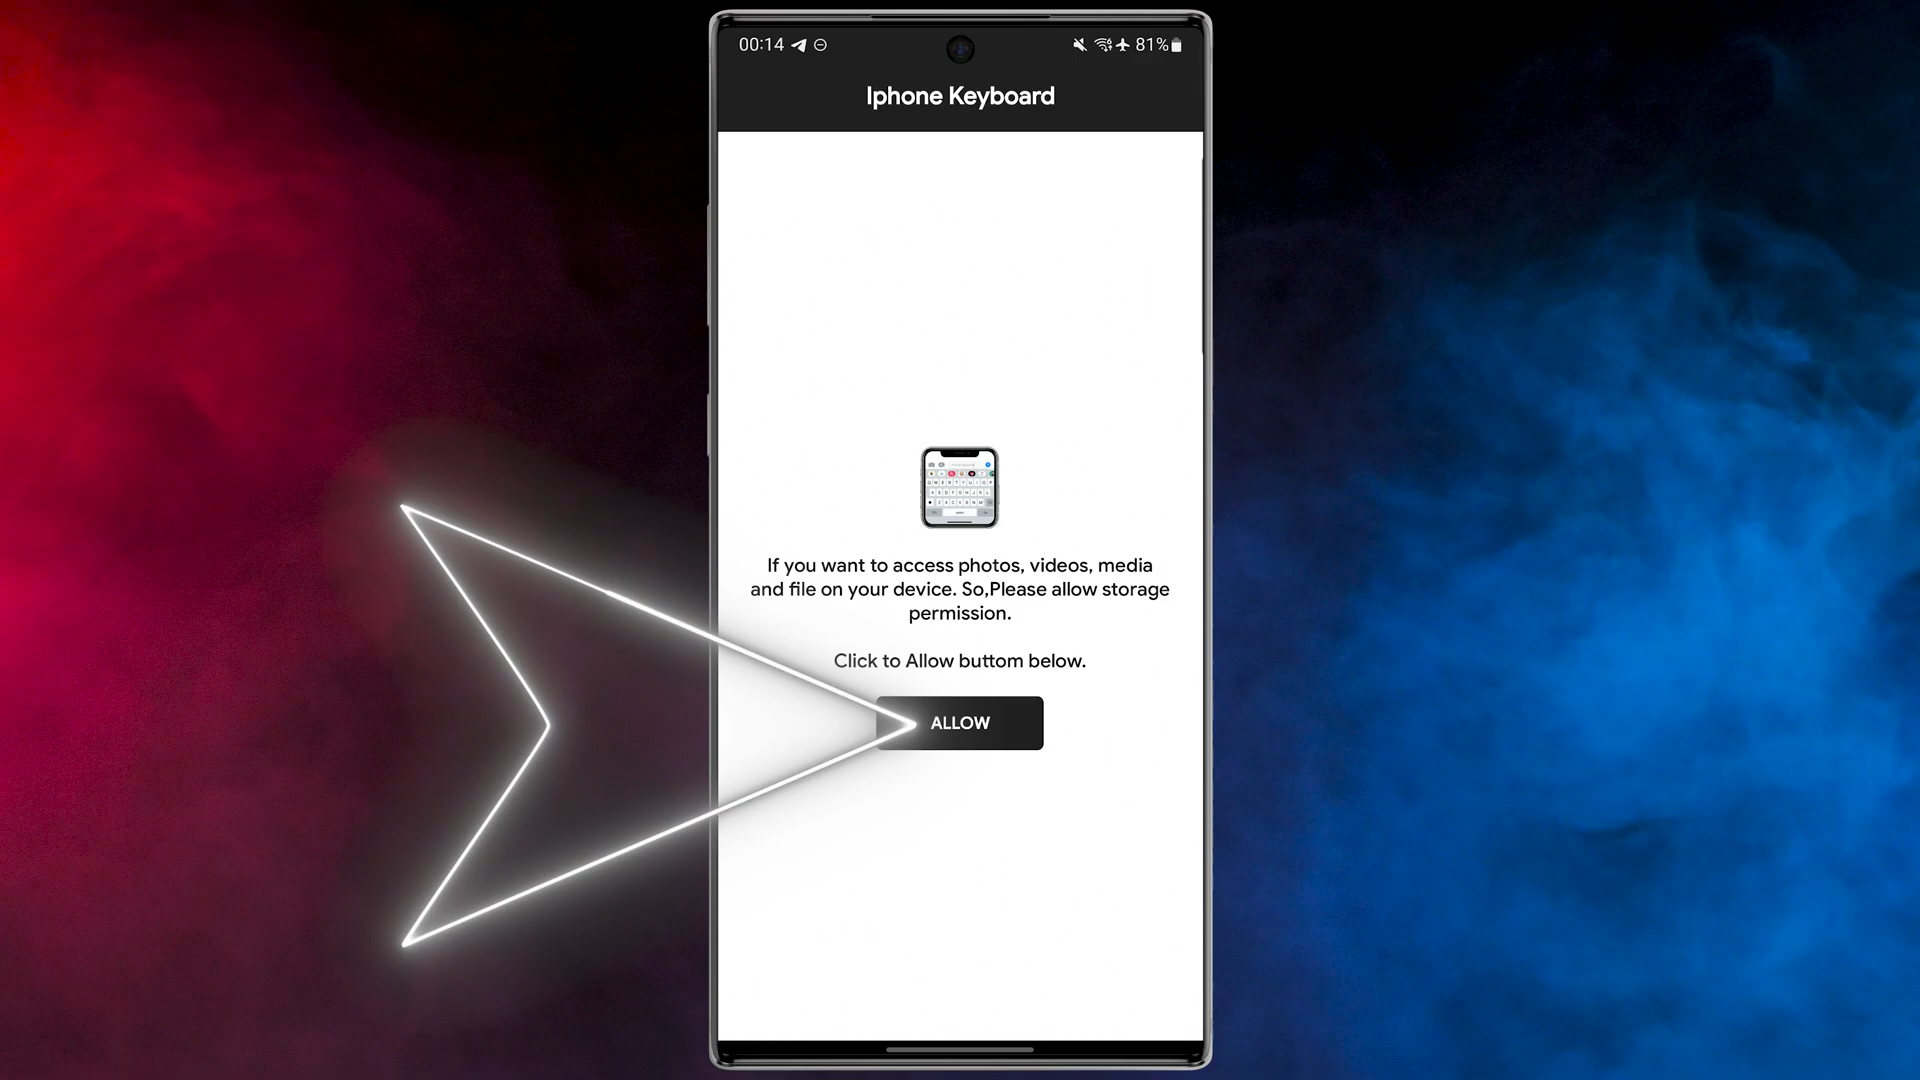 00:14
81%
Iphone Keyboard
If you want to access photos, videos, media
and file on your device. So,Please allow storage
permission.
Click to Allow buttom below.
ALLOW